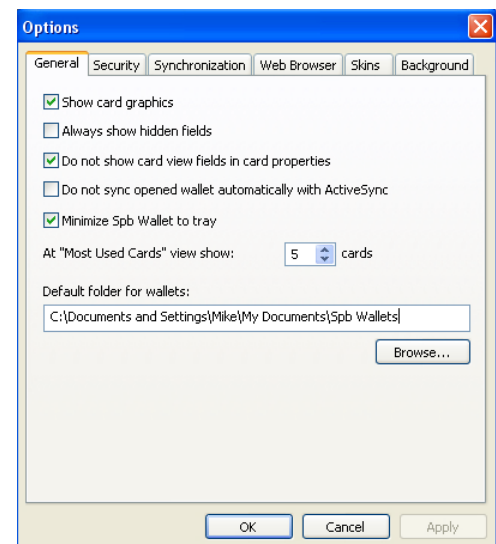 Options
General Security Synchronization Web Browser Skins Background
Show card graphics
Always show hidden fields
Do not show card view fields in card properties
Do not sync opened wallet automatically with ActiveSync
Minimize Spb Wallet to tray
At "Most Used Cards" view show: 5 cards
Default folder for wallets:
C:\Documents and Settings\Mike\My Documents\Spb Wallets
Browse...
OK Cancel Apply